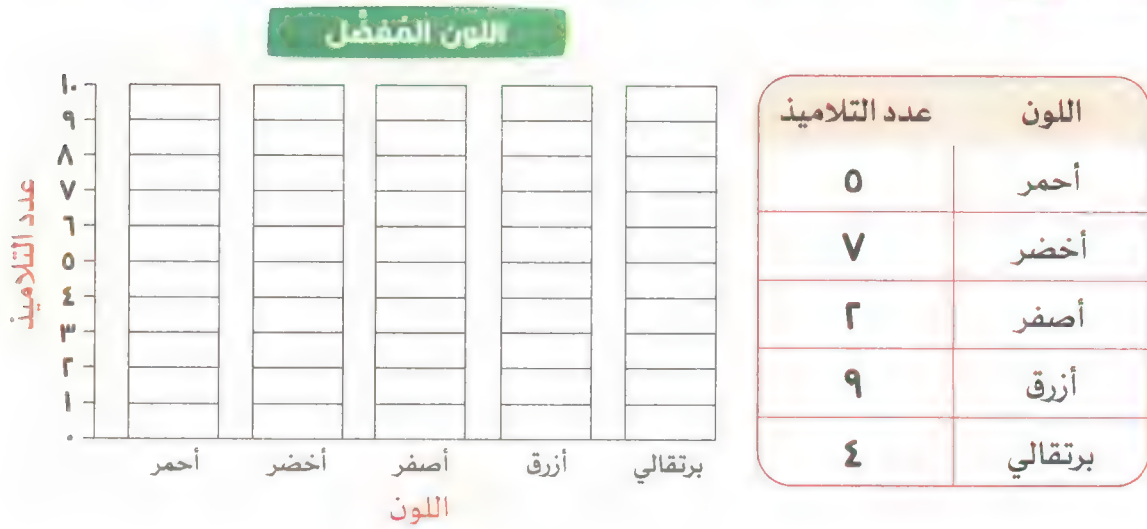 اللون المُفضَّل
عدد التلاميذ
١٠
٩
٨
٧
٦
٥
٤
٣
٢
١
٠
أحمر أخضر أصفر أزرق برتقالي
اللون
اللون عدد التلاميذ
أحمر ٥
أخضر ٧
أصفر ٢
أزرق ٩
برتقالي ٤